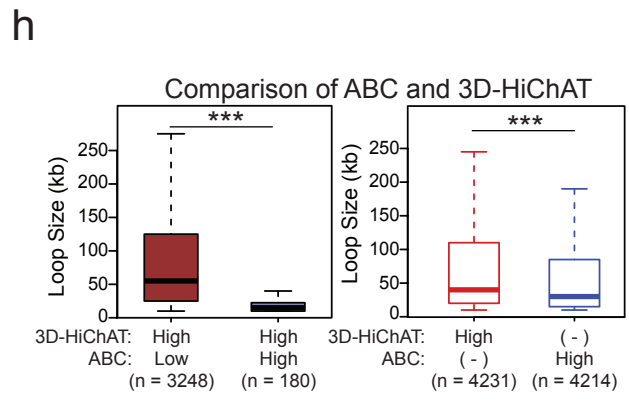 h
Comparison of ABC and 3D-HiChAT
***
***
Loop Size (kb)
250
200
150
100
50
0
Loop Size (kb)
250
200
150
100
50
0
3D-HiChAT: High High
ABC: Low High
(n = 3248) (n = 180)
3D-HiChAT: High ( - )
ABC: ( - ) High
(n = 4231) (n = 4214)